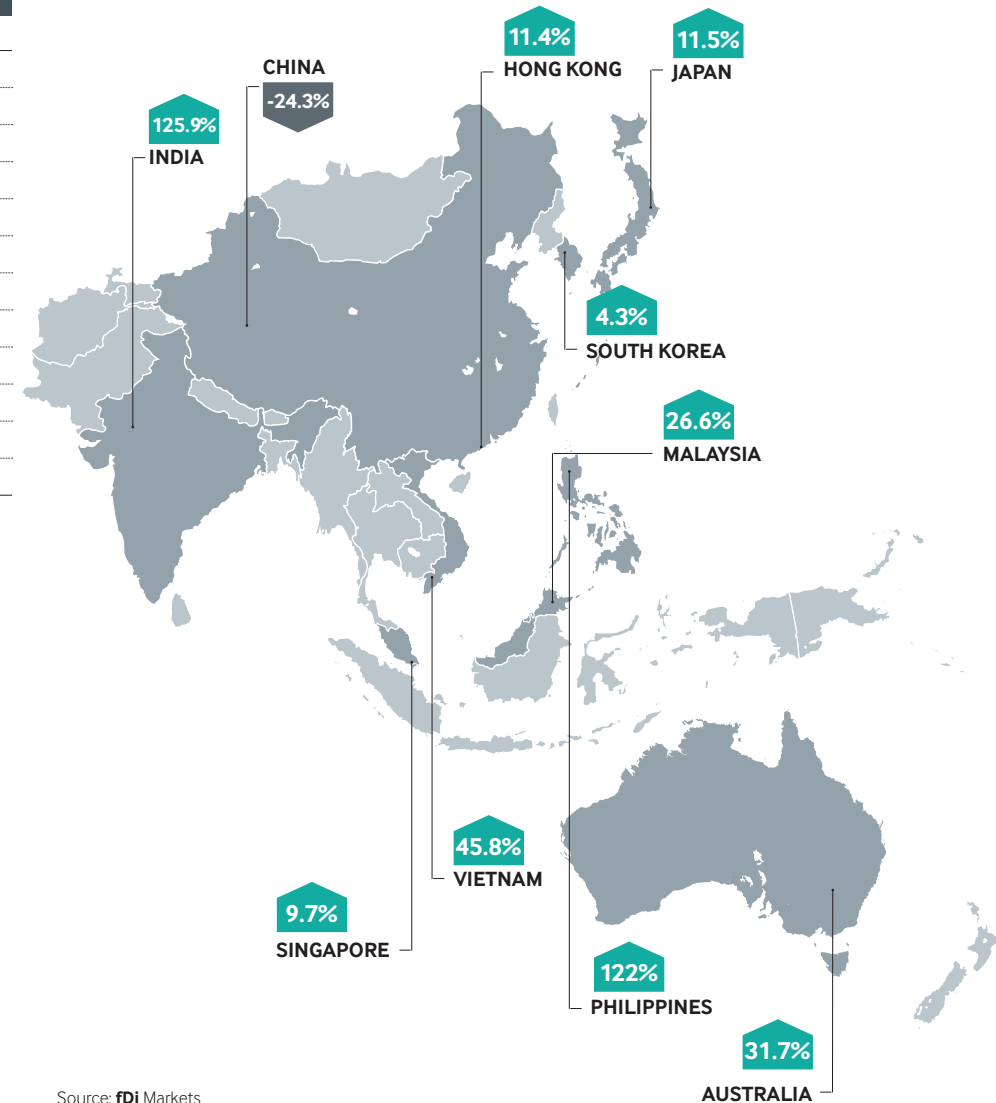 11.4%
HONG KONG
11.5%
JAPAN
CHINA
-24.3%
125.9%
INDIA
4.3%
SOUTH KOREA
26.6%
MALAYSIA
45.8%
VIETNAM
9.7%
SINGAPORE
122%
PHILIPPINES
31.7%
AUSTRALIA
Source: fDi Markets